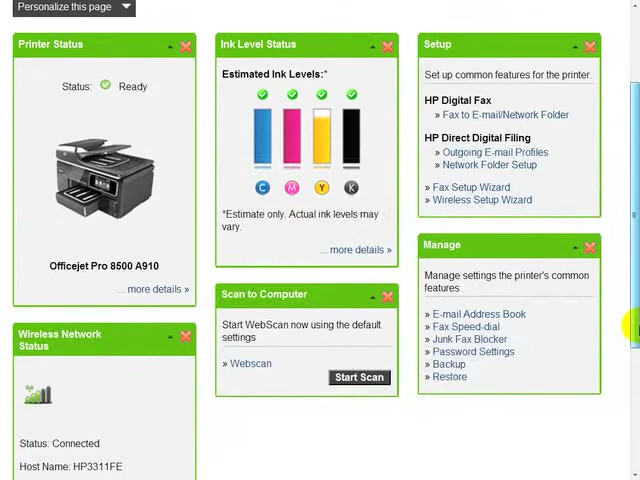 Personalize this page
Printer Status
Status: Ready
Officejet Pro 8500 A910
... more details »
Wireless Network
Status
Status: Connected
Host Name: HP3311FE
Ink Level Status
Estimated Ink Levels:*
C M Y K
*Estimate only. Actual ink levels may
vary.
... more details »
Scan to Computer
Start WebScan now using the default
settings
» Webscan
Start Scan
Setup
Set up common features for the printer.
HP Digital Fax
» Fax to E-mail/Network Folder
HP Direct Digital Filing
» Outgoing E-mail Profiles
» Network Folder Setup
» Fax Setup Wizard
» Wireless Setup Wizard
Manage
Manage settings the printer's common
features
» E-mail Address Book
» Fax Speed-dial
» Junk Fax Blocker
» Password Settings
» Backup
» Restore